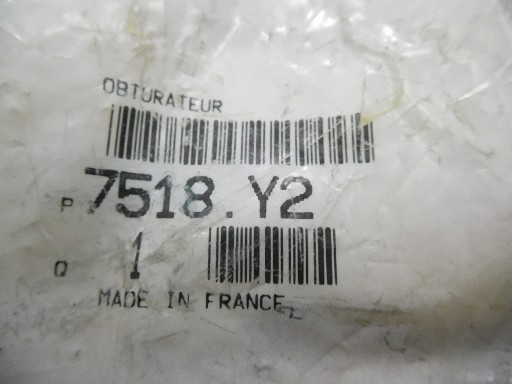 OBTURATEUR
P 7518.Y2
Q 1
MADE IN FRANCE